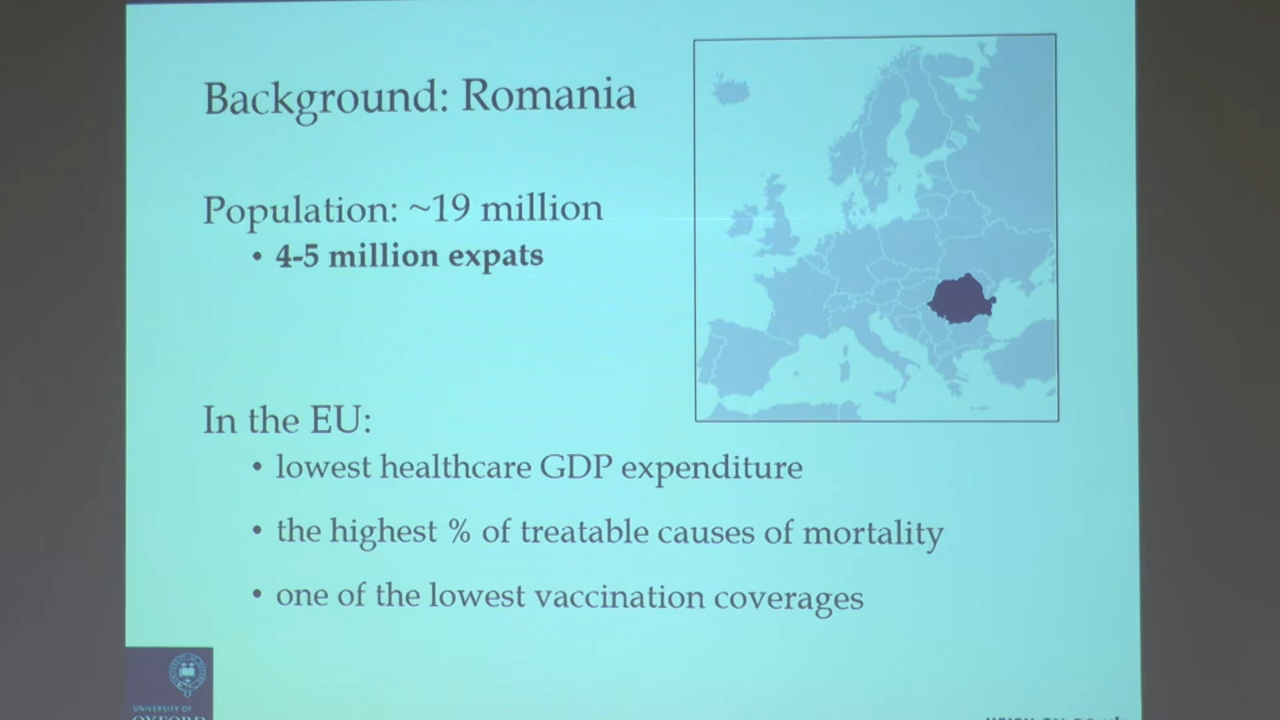 Background: Romania
Population: ~19 million
• 4-5 million expats
In the EU:
• lowest healthcare GDP expenditure
• the highest % of treatable causes of mortality
• one of the lowest vaccination coverages
UNIVERSITY OF
OXFORD